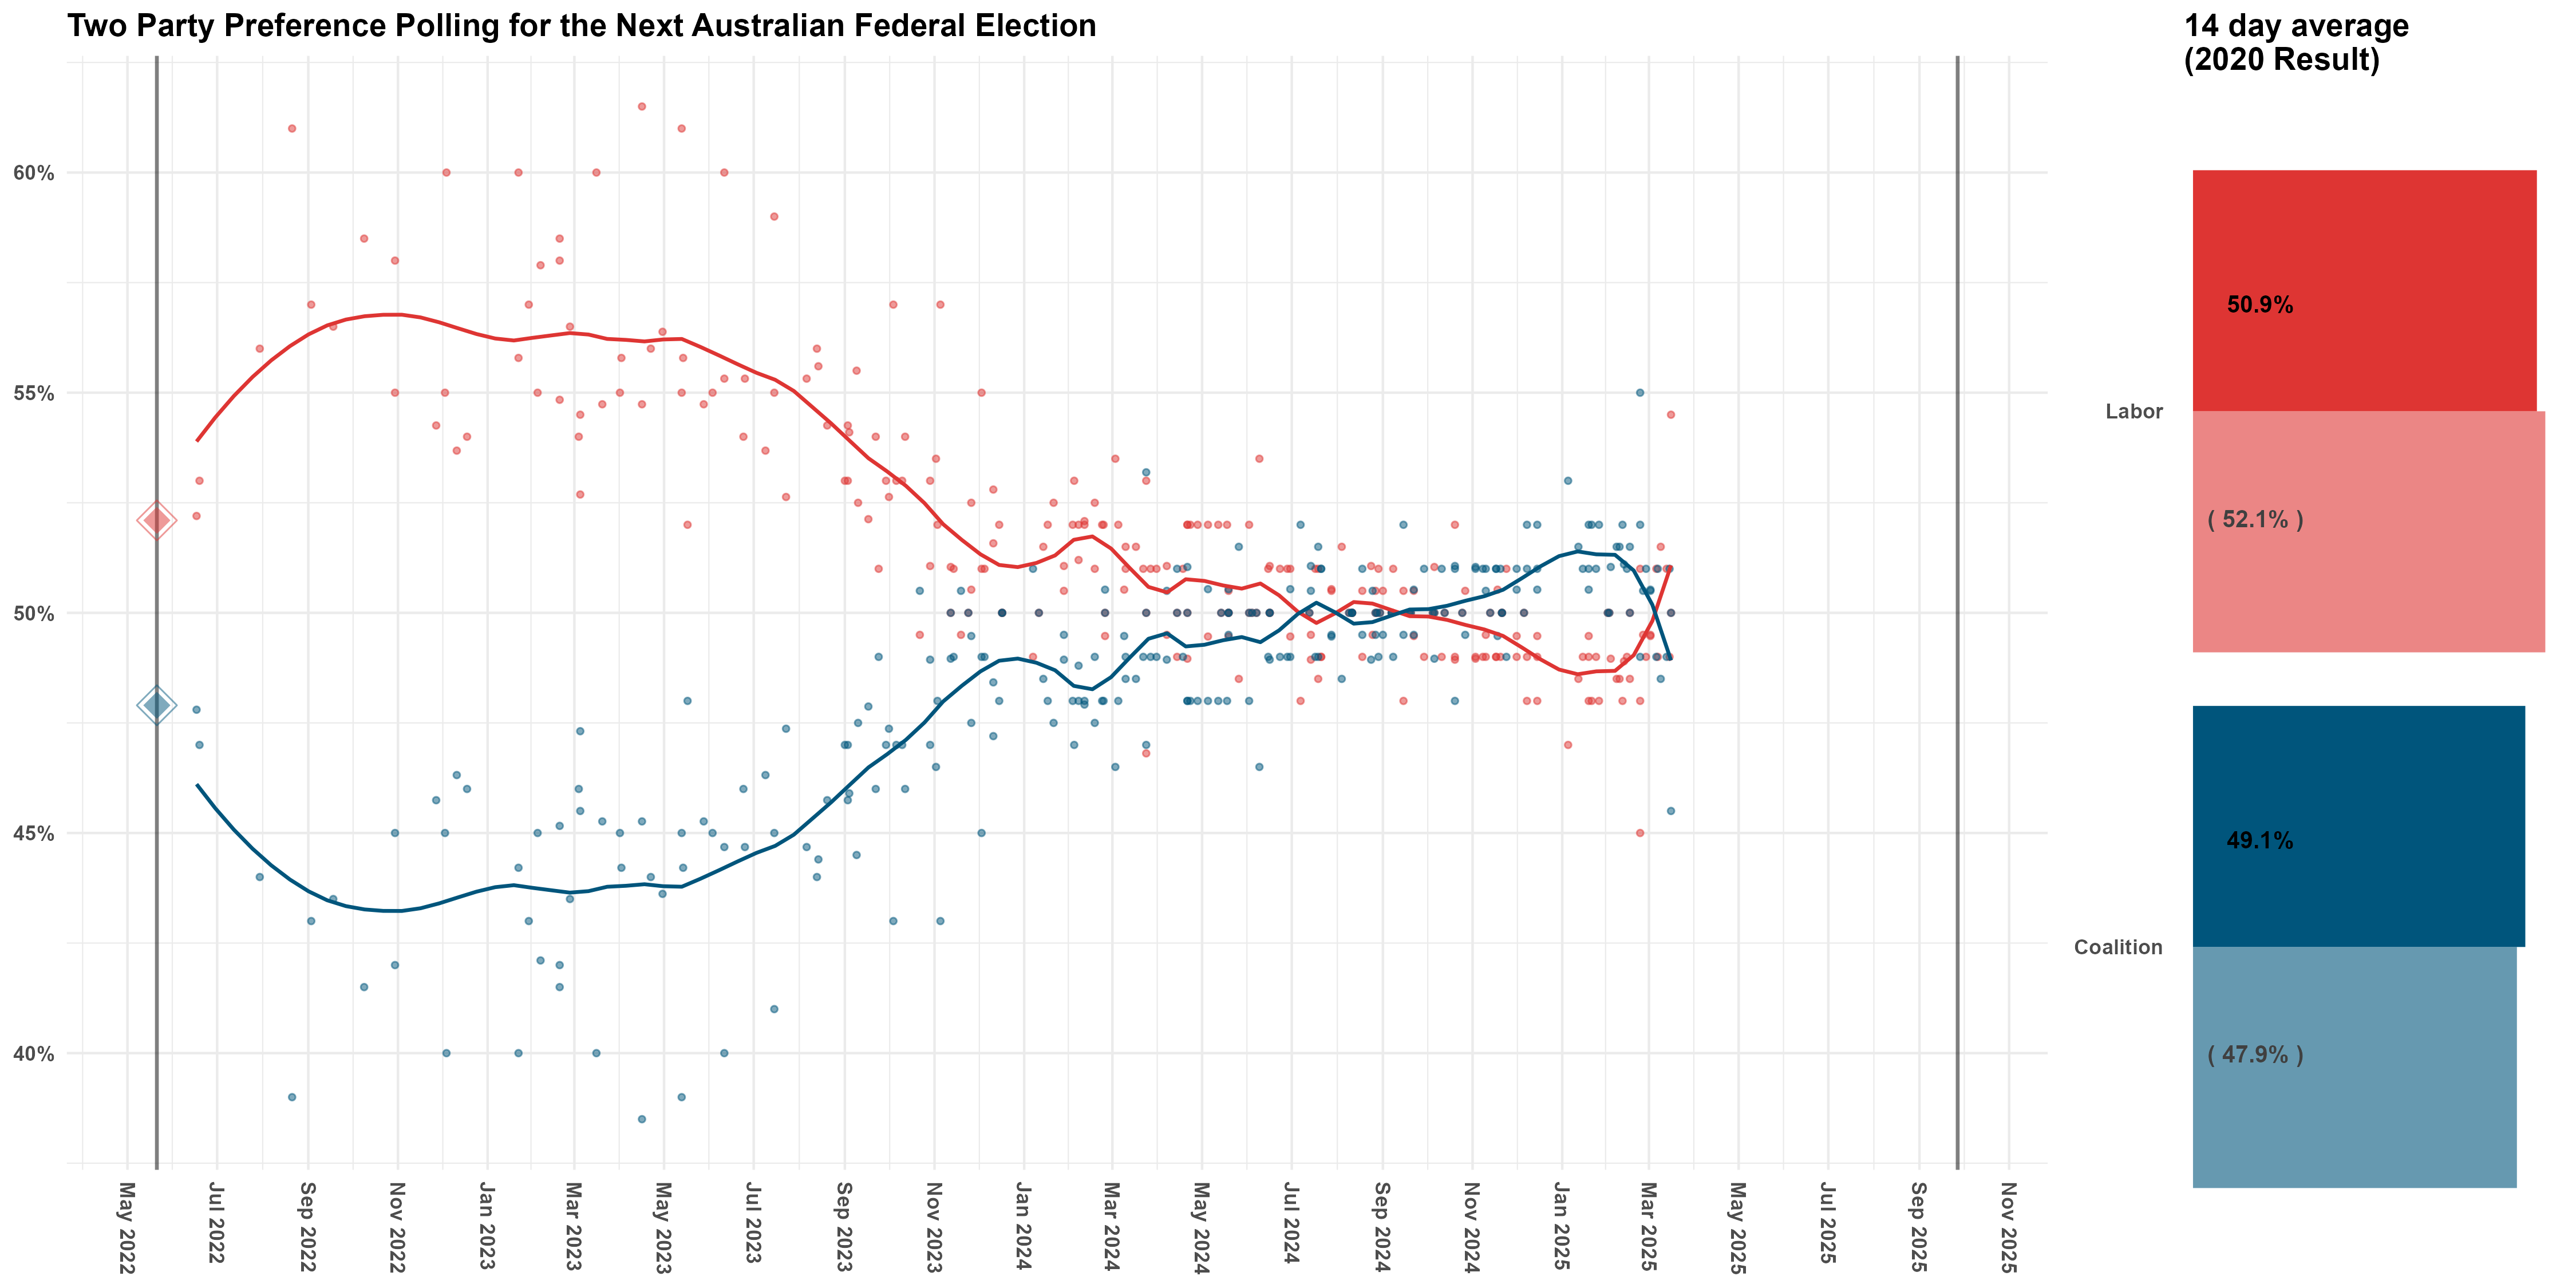 Two Party Preference Polling for the Next Australian Federal Election
14 day average
(2020 Result)
60%
55%
50%
45%
40%
May 2022
Jul 2022
Sep 2022
Nov 2022
Jan 2023
Mar 2023
May 2023
Jul 2023
Sep 2023
Nov 2023
Jan 2024
Mar 2024
May 2024
Jul 2024
Sep 2024
Nov 2024
Jan 2025
Mar 2025
May 2025
Jul 2025
Sep 2025
Nov 2025
Labor
50.9%
( 52.1% )
Coalition
49.1%
( 47.9% )